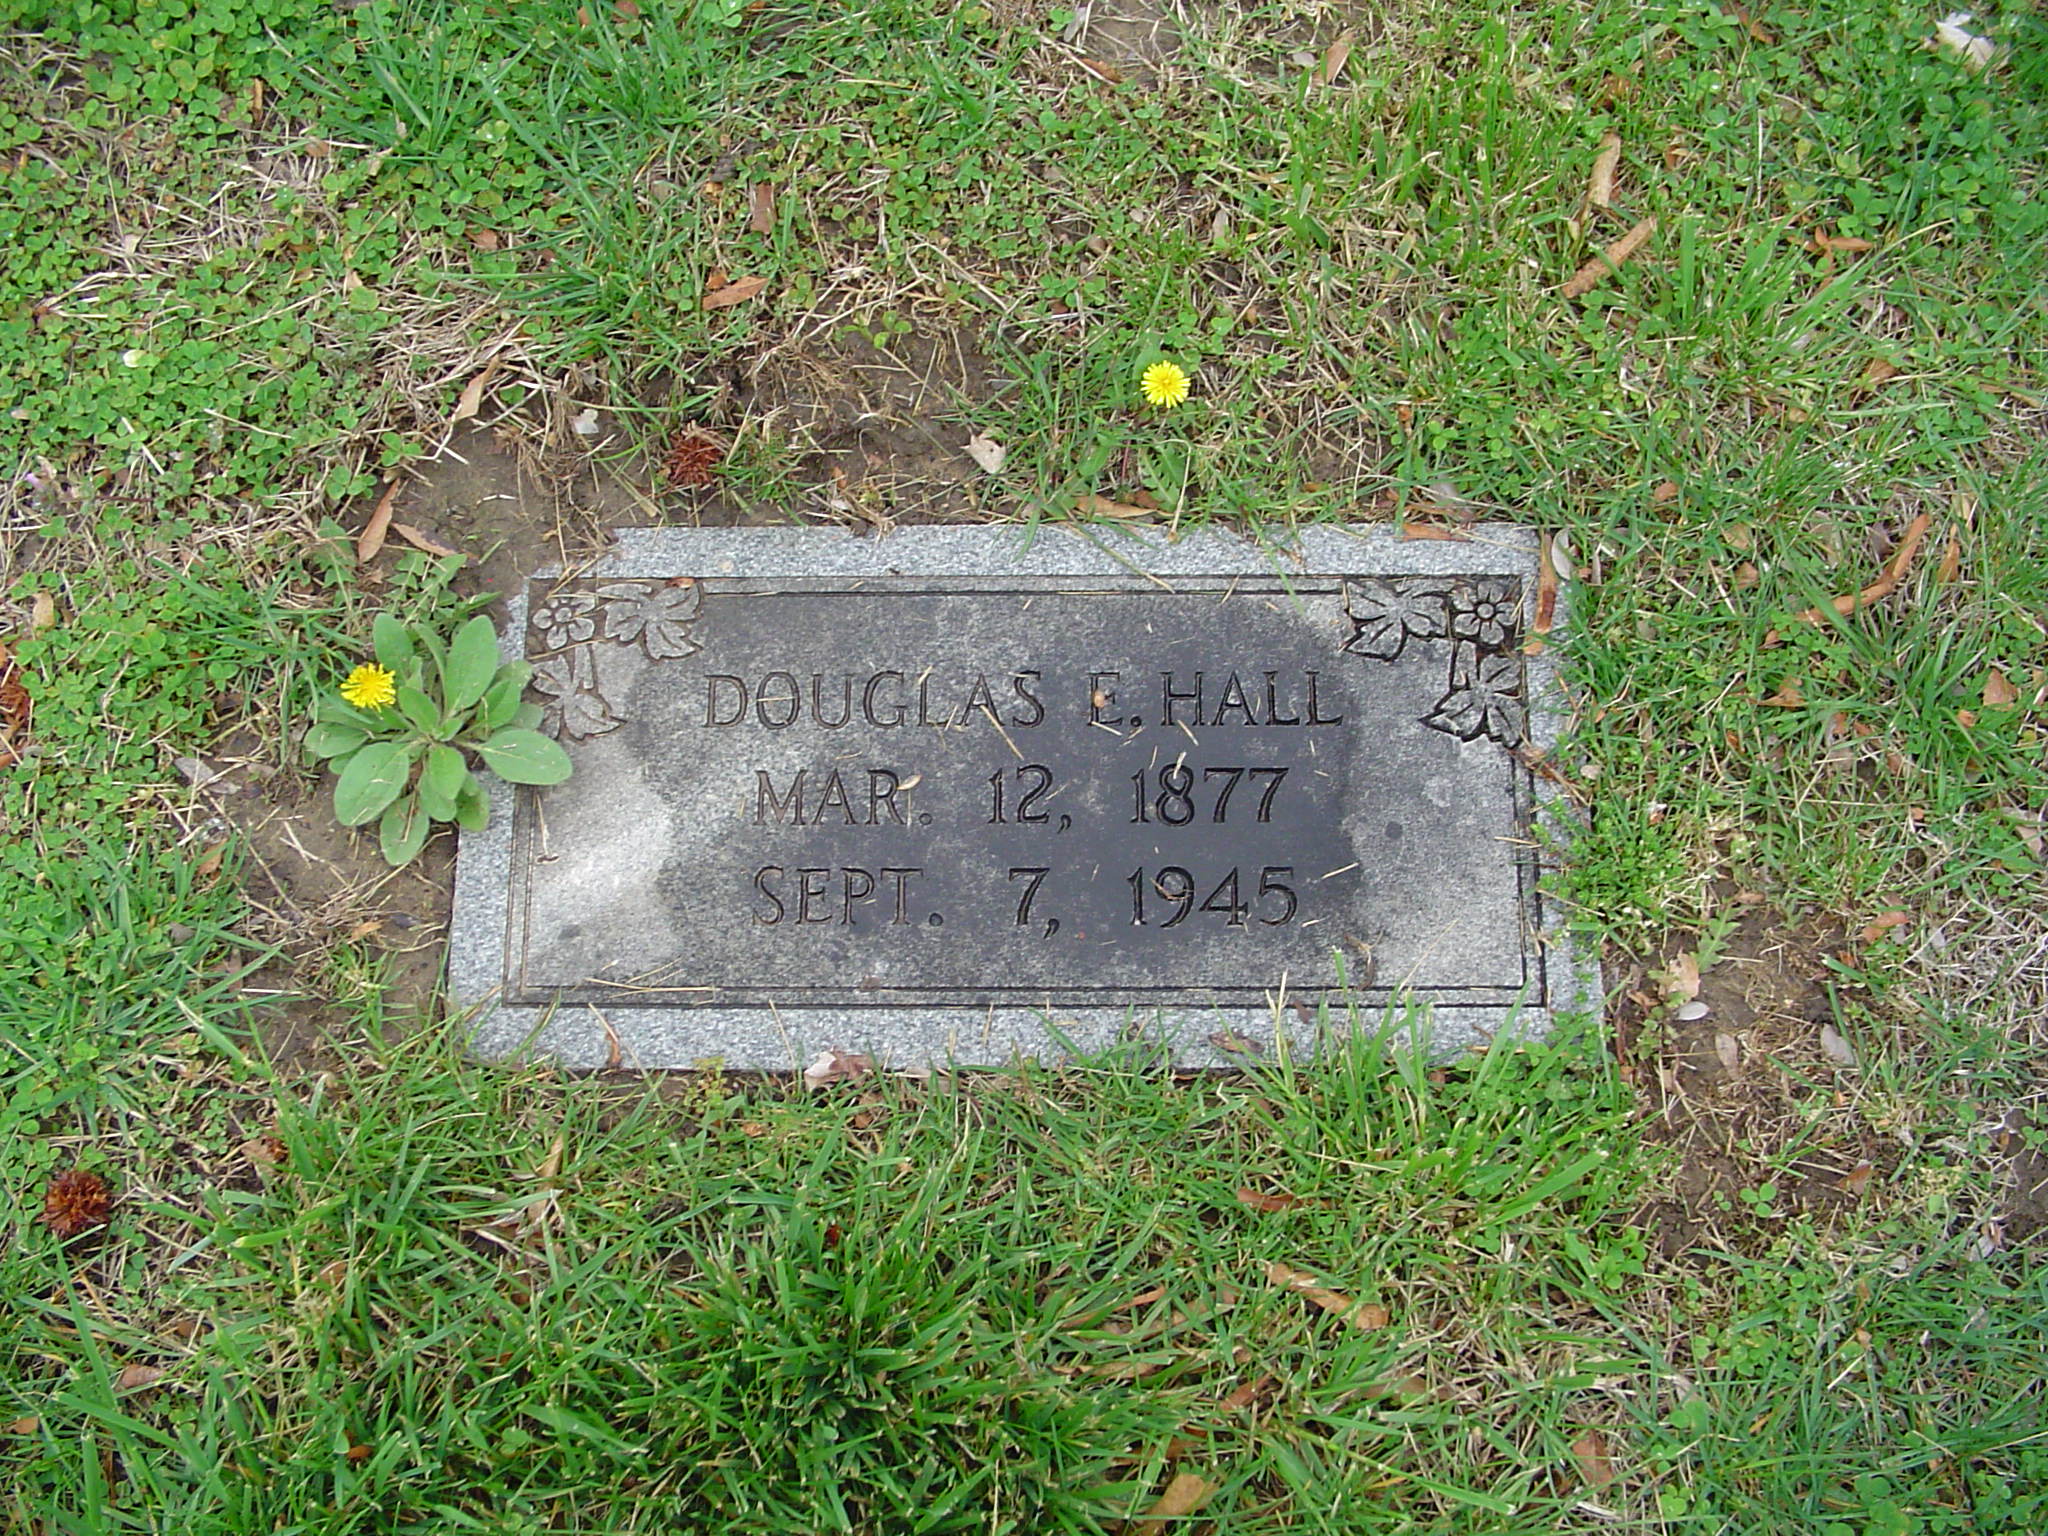 DOUGLAS E. HALL
MAR. 12, 1877
SEPT. 7, 1945